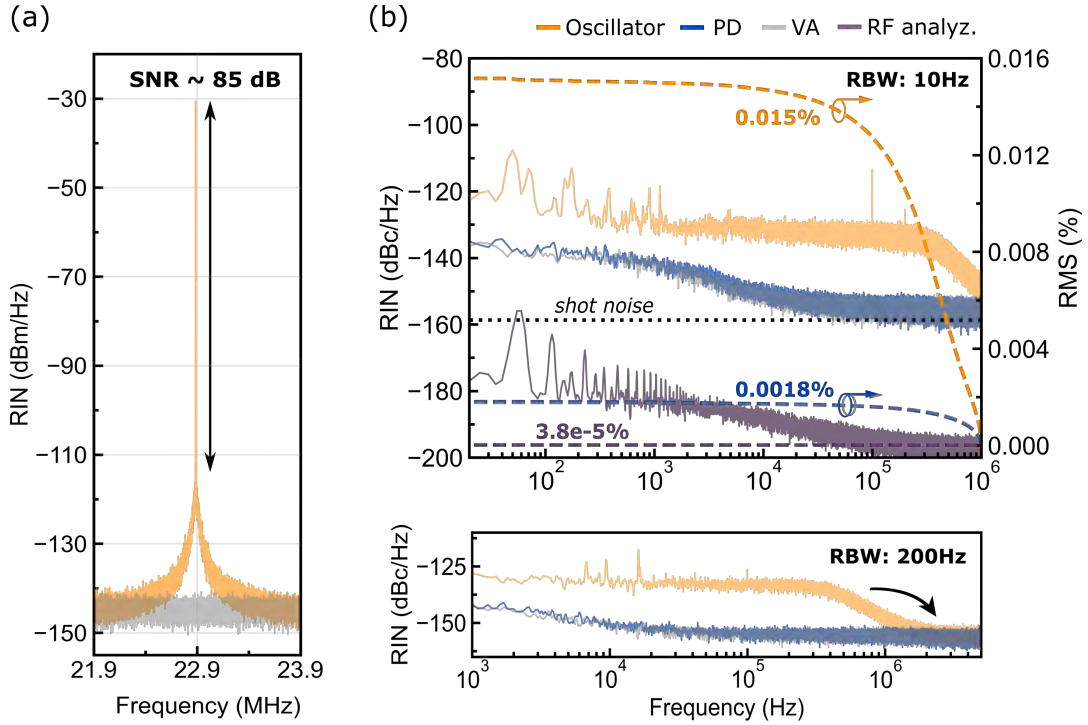 (a)
SNR ~ 85 dB
RIN (dBm/Hz)
−30
−50
−70
−90
−110
−130
−150
21.9
22.9
23.9
Frequency (MHz)
(b)
Oscillator
PD
VA
RF analyz.
RBW: 10Hz
RIN (dBc/Hz)
−80
−100
−120
−140
−160
−180
−200
0.015%
shot noise
0.0018%
3.8e-5%
0.016
0.012
0.008
0.004
0.000
RMS (%)
10²
10³
10⁴
10⁵
10⁶
Frequency (Hz)
RBW: 200Hz
RIN (dBc/Hz)
−125
−150
10³
10⁴
10⁵
10⁶
Frequency (Hz)